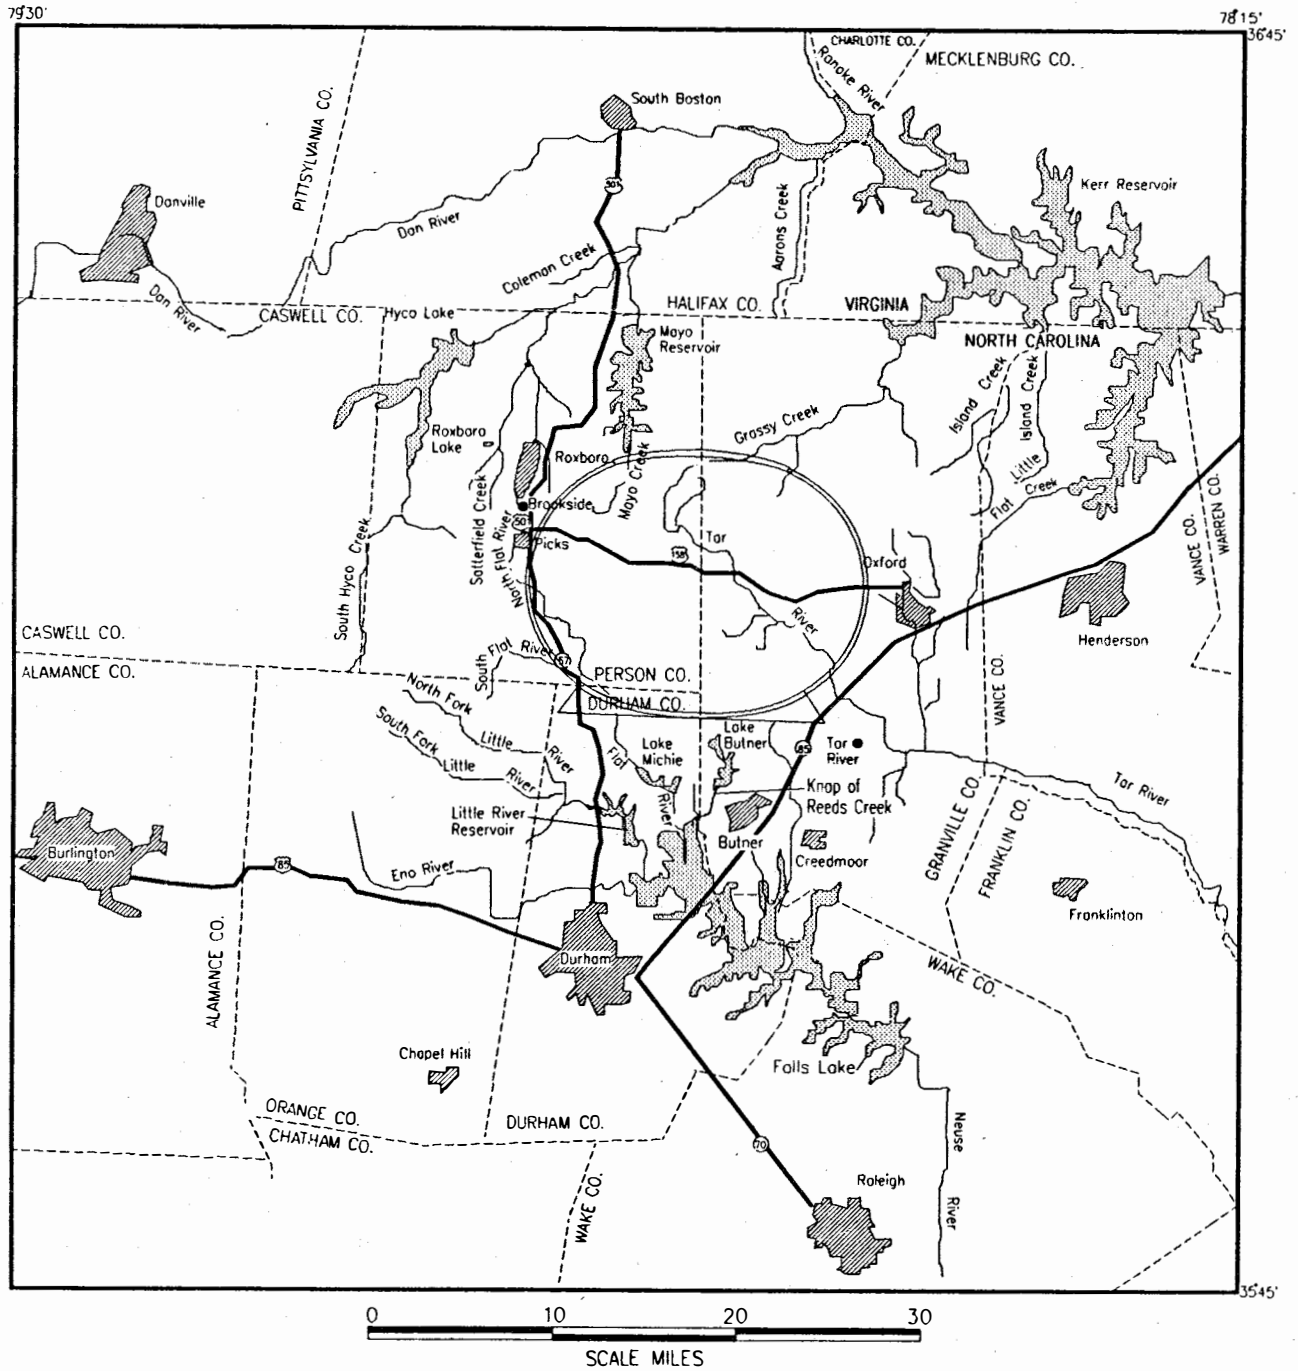 79°30'
78°15'
36°45'
CHARLOTTE CO.
MECKLENBURG CO.
Ranoke River
South Boston
PITTSYLVANIA CO.
Danville
Kerr Reservoir
501
Dan River
Aarons Creek
Coleman Creek
Dan River
CASWELL CO.
Hyco Lake
HALIFAX CO.
VIRGINIA
NORTH CAROLINA
Mayo
Reservoir
Island Creek
Island Creek
Little
Grassy Creek
Roxboro
Lake
Roxboro
Mayo Creek
Satterfield Creek
Flat Creek
Brookside
501
Picks
North Flat River
South Hyco Creek
Tar
River
158
Oxford
VANCE CO.
WARREN CO.
Henderson
CASWELL CO.
ALAMANCE CO.
South Flat River
57
PERSON CO.
DURHAM CO.
VANCE CO.
North Fork
Little
River
South Fork
Little
River
Flat
River
Lake
Michie
Lake
Butner
85
Tar
River
Knap of
Reeds Creek
Tar River
Little River
Reservoir
GRANVILLE CO.
FRANKLIN CO.
Burlington
85
Eno River
Butner
Creedmoor
Franklinton
ALAMANCE CO.
Durham
WAKE CO.
Chapel Hill
Falls Lake
ORANGE CO.
CHATHAM CO.
DURHAM CO.
WAKE CO.
70
Neuse
River
Raleigh
35°45'
0 10 20 30
SCALE MILES